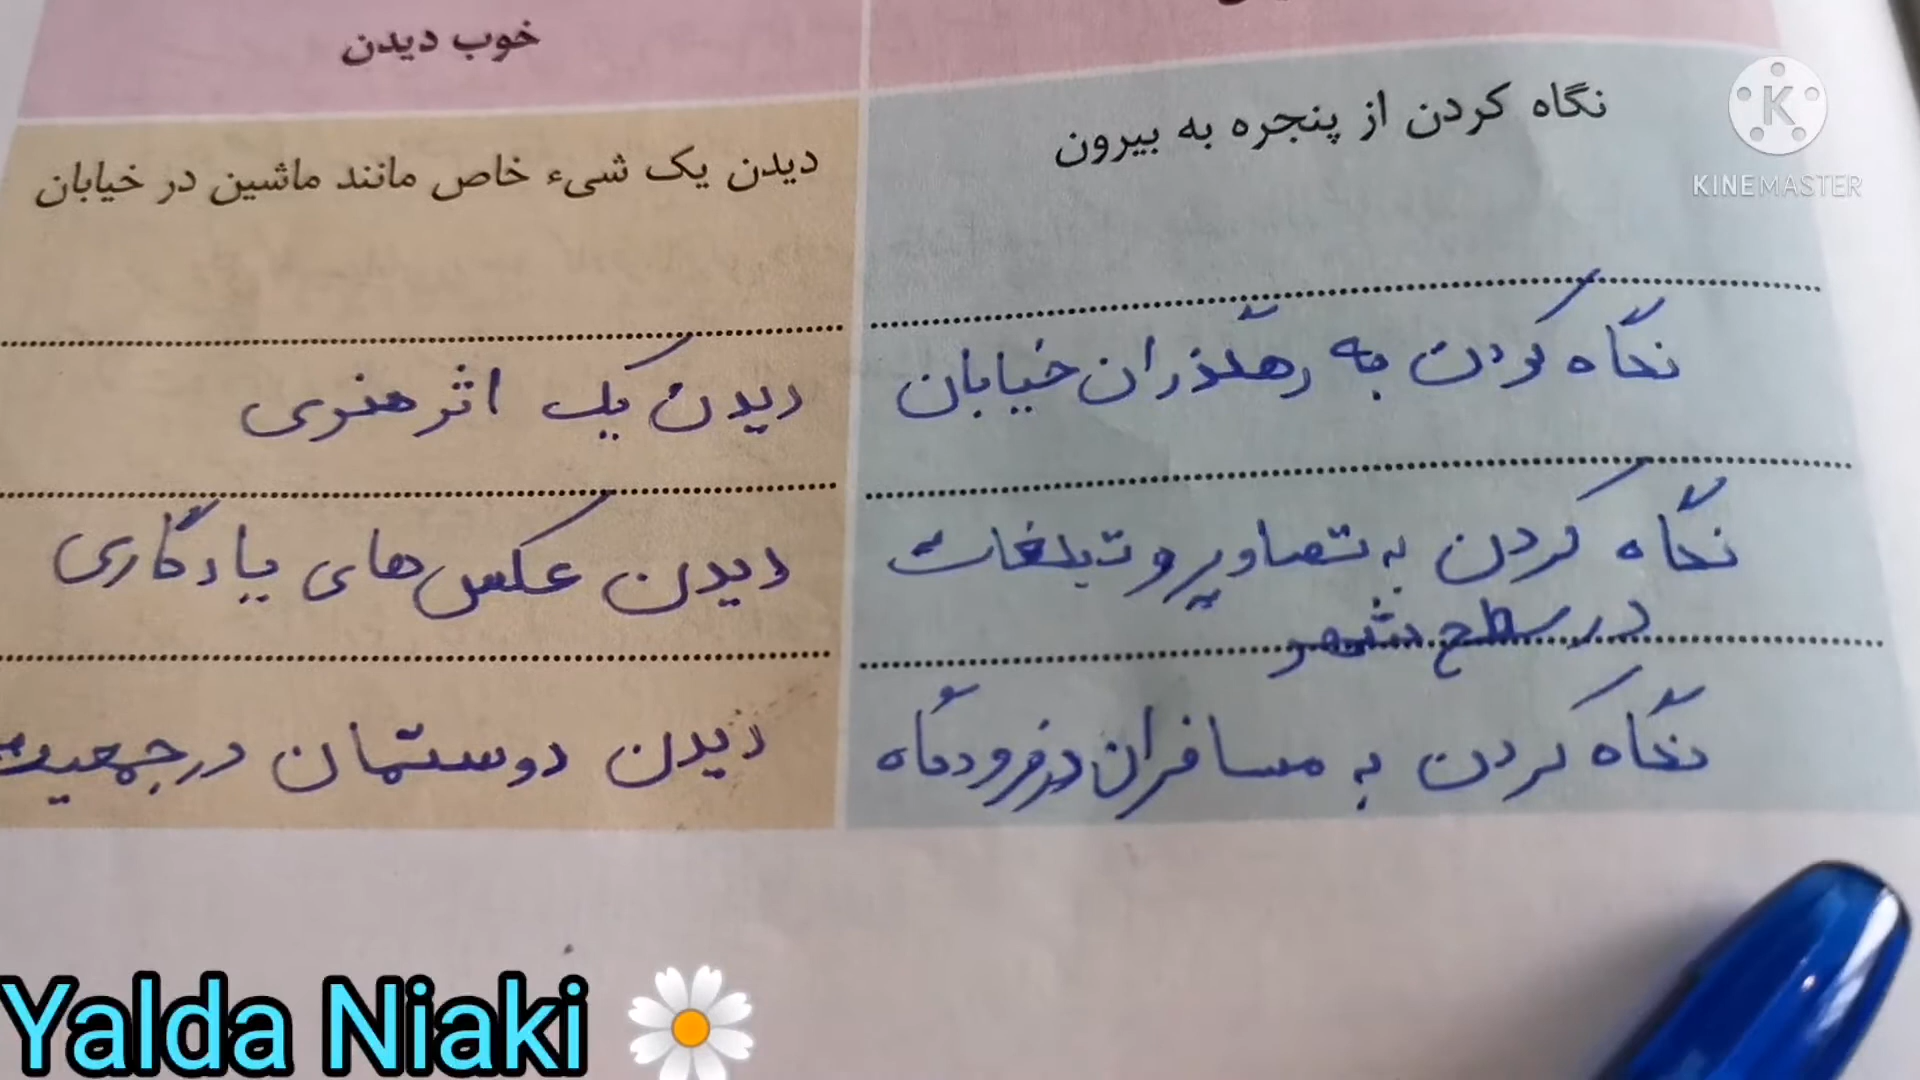 خوب دیدن
نگاه کردن از پنجره به بیرون
دیدن یک شیء خاص مانند ماشین در خیابان
نگاه کردن به رهگذران خیابان
دیدن یک اثر هنری
نگاه کردن به تصاویر و تبلغات
در سطح شهر
دیدن عکس های یادگاری
نگاه کردن به مسافران در فرودگاه
دیدن دوستمان در جمعیت
K
KINEMASTER
Yalda Niaki